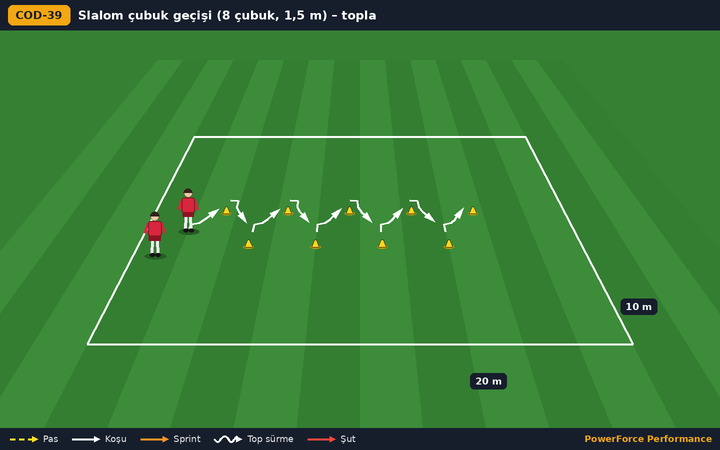 COD-39 Slalom çubuk geçişi (8 çubuk, 1,5 m) – topla
10 m
20 m
Pas Koşu Sprint Top sürme Şut PowerForce Performance